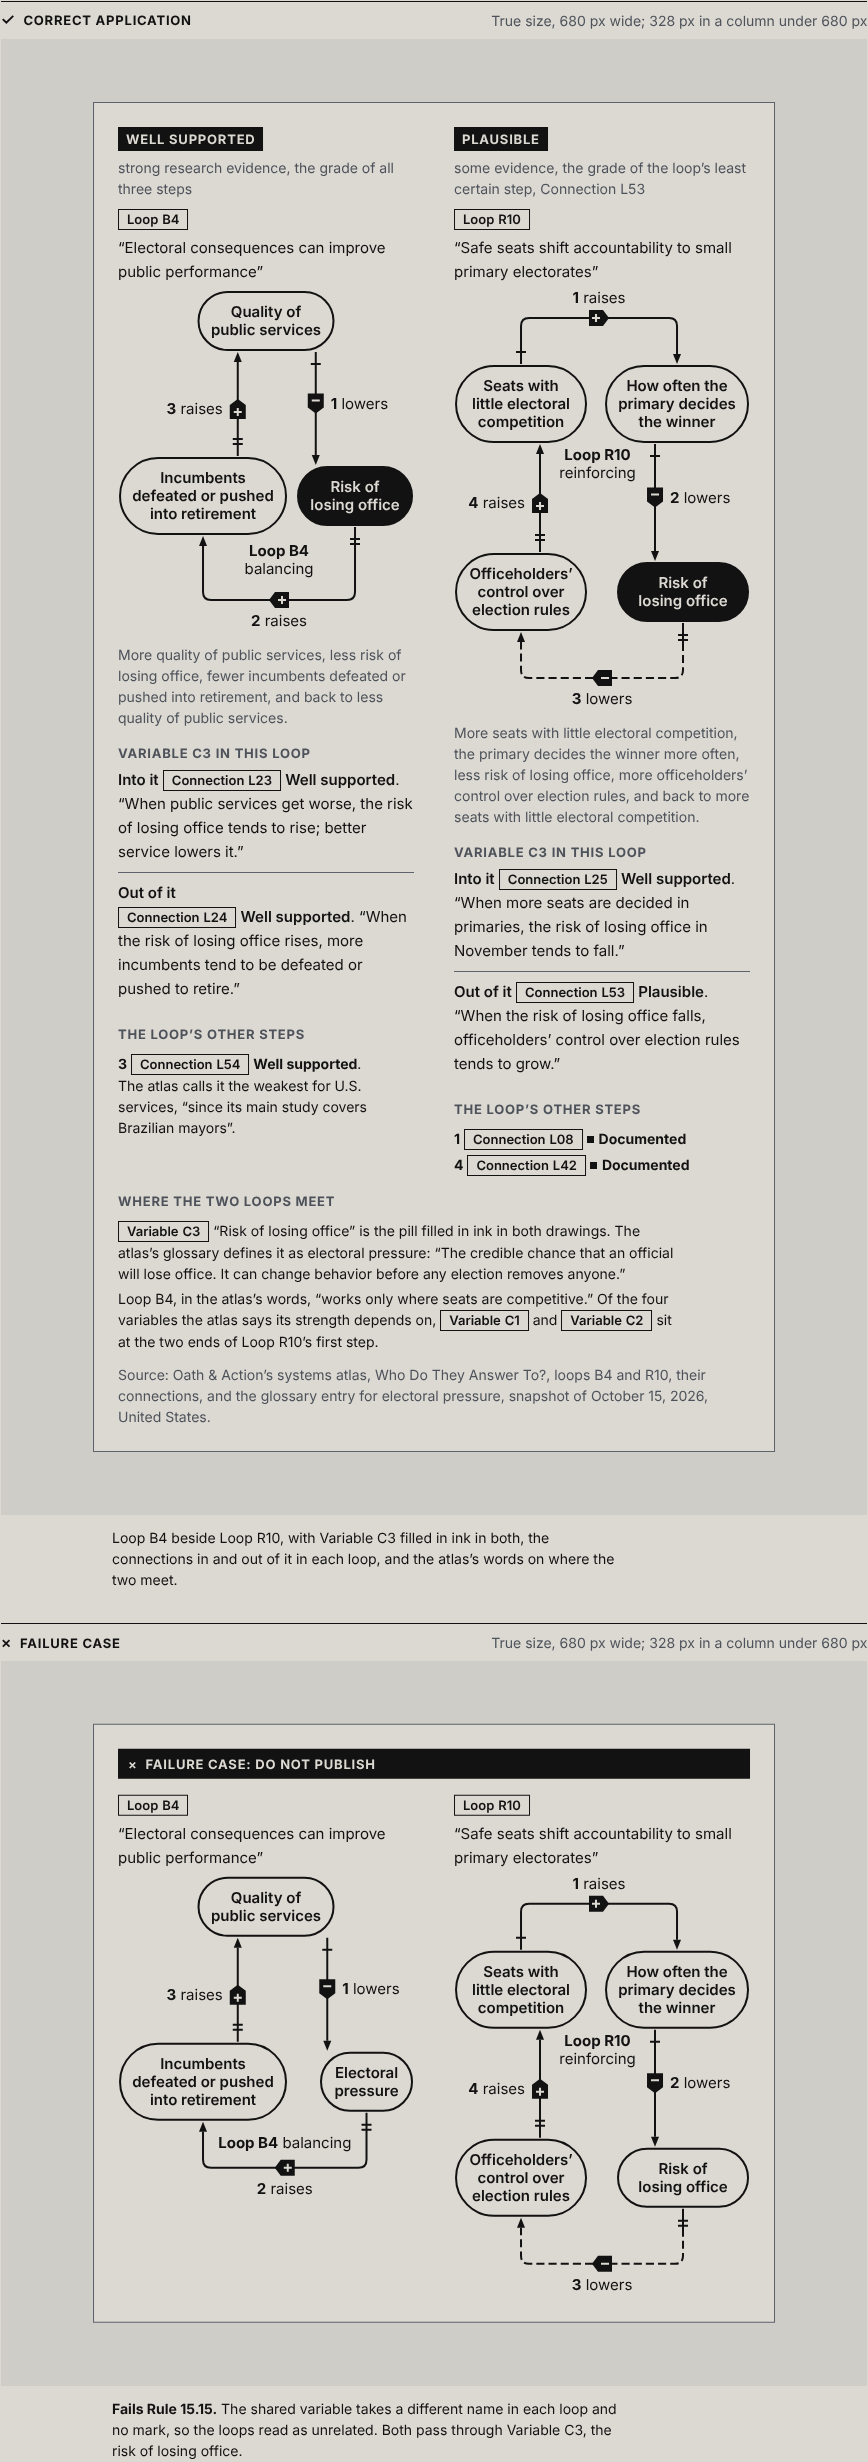 ✓ CORRECT APPLICATION
True size, 680 px wide; 328 px in a column under 680 px
WELL SUPPORTED
strong research evidence, the grade of all
three steps
Loop B4
“Electoral consequences can improve
public performance”
Quality of
public services
3 raises
1 lowers
Incumbents
defeated or pushed
into retirement
Risk of
losing office
Loop B4
balancing
2 raises
More quality of public services, less risk of
losing office, fewer incumbents defeated or
pushed into retirement, and back to less
quality of public services.
VARIABLE C3 IN THIS LOOP
Into it Connection L23 Well supported.
“When public services get worse, the risk
of losing office tends to rise; better
service lowers it.”
Out of it
Connection L24 Well supported. “When
the risk of losing office rises, more
incumbents tend to be defeated or
pushed to retire.”
THE LOOP’S OTHER STEPS
3 Connection L54 Well supported.
The atlas calls it the weakest for U.S.
services, “since its main study covers
Brazilian mayors”.
PLAUSIBLE
some evidence, the grade of the loop’s least
certain step, Connection L53
Loop R10
“Safe seats shift accountability to small
primary electorates”
1 raises
Seats with
little electoral
competition
How often the
primary decides
the winner
Loop R10
reinforcing
4 raises
2 lowers
Officeholders’
control over
election rules
Risk of
losing office
3 lowers
More seats with little electoral competition,
the primary decides the winner more often,
less risk of losing office, more officeholders’
control over election rules, and back to more
seats with little electoral competition.
VARIABLE C3 IN THIS LOOP
Into it Connection L25 Well supported.
“When more seats are decided in
primaries, the risk of losing office in
November tends to fall.”
Out of it Connection L53 Plausible.
“When the risk of losing office falls,
officeholders’ control over election rules
tends to grow.”
THE LOOP’S OTHER STEPS
1 Connection L08 ■ Documented
4 Connection L42 ■ Documented
WHERE THE TWO LOOPS MEET
Variable C3 “Risk of losing office” is the pill filled in ink in both drawings. The
atlas’s glossary defines it as electoral pressure: “The credible chance that an official
will lose office. It can change behavior before any election removes anyone.”
Loop B4, in the atlas’s words, “works only where seats are competitive.” Of the four
variables the atlas says its strength depends on, Variable C1 and Variable C2 sit
at the two ends of Loop R10’s first step.
Source: Oath & Action’s systems atlas, Who Do They Answer To?, loops B4 and R10, their
connections, and the glossary entry for electoral pressure, snapshot of October 15, 2026,
United States.
Loop B4 beside Loop R10, with Variable C3 filled in ink in both, the
connections in and out of it in each loop, and the atlas’s words on where the
two meet.
× FAILURE CASE
True size, 680 px wide; 328 px in a column under 680 px
× FAILURE CASE: DO NOT PUBLISH
Loop B4
“Electoral consequences can improve
public performance”
Quality of
public services
3 raises
1 lowers
Incumbents
defeated or pushed
into retirement
Electoral
pressure
Loop B4 balancing
2 raises
Loop R10
“Safe seats shift accountability to small
primary electorates”
1 raises
Seats with
little electoral
competition
How often the
primary decides
the winner
Loop R10
reinforcing
4 raises
2 lowers
Officeholders’
control over
election rules
Risk of
losing office
3 lowers
Fails Rule 15.15. The shared variable takes a different name in each loop and
no mark, so the loops read as unrelated. Both pass through Variable C3, the
risk of losing office.